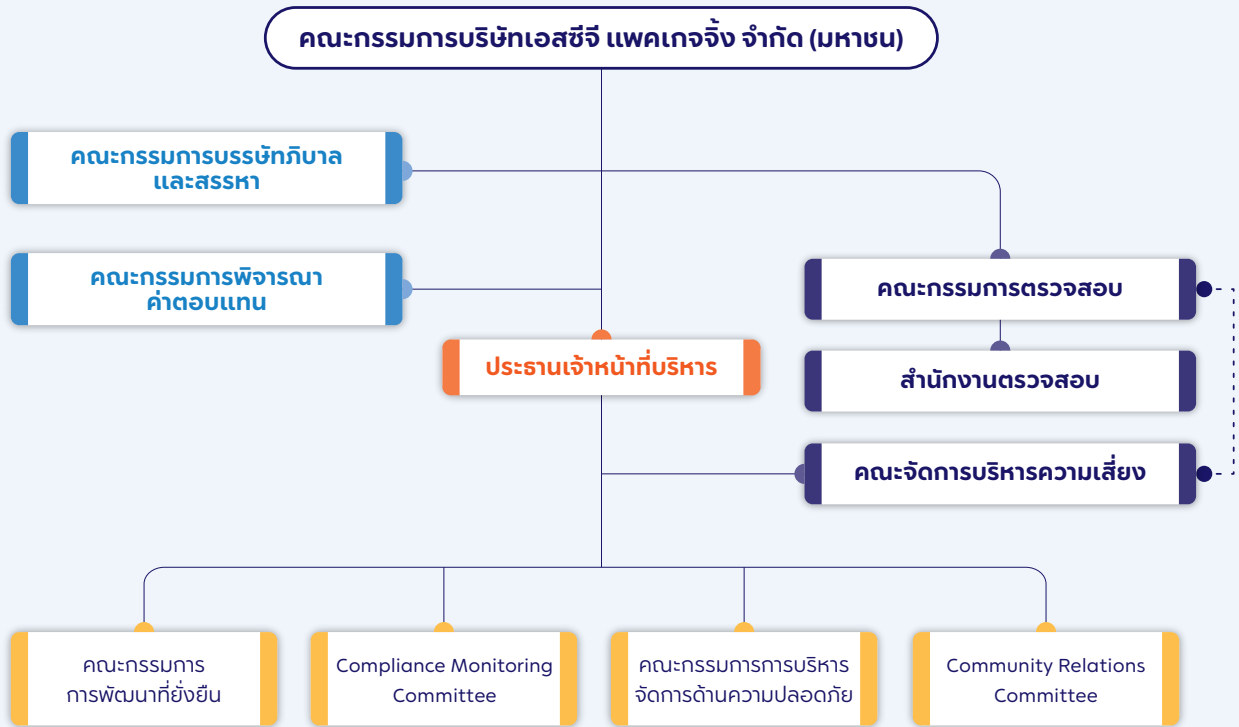 คณะกรรมการบริษัทเอสซีจี แพคเกจจิ้ง จำกัด (มหาชน)
คณะกรรมการบรรษัทภิบาล
และสรรหา
คณะกรรมการพิจารณา
ค่าตอบแทน
คณะกรรมการตรวจสอบ
ประธานเจ้าหน้าที่บริหาร
สำนักงานตรวจสอบ
คณะจัดการบริหารความเสี่ยง
คณะกรรมการ
การพัฒนาที่ยั่งยืน
Compliance Monitoring
Committee
คณะกรรมการการบริหาร
จัดการด้านความปลอดภัย
Community Relations
Committee